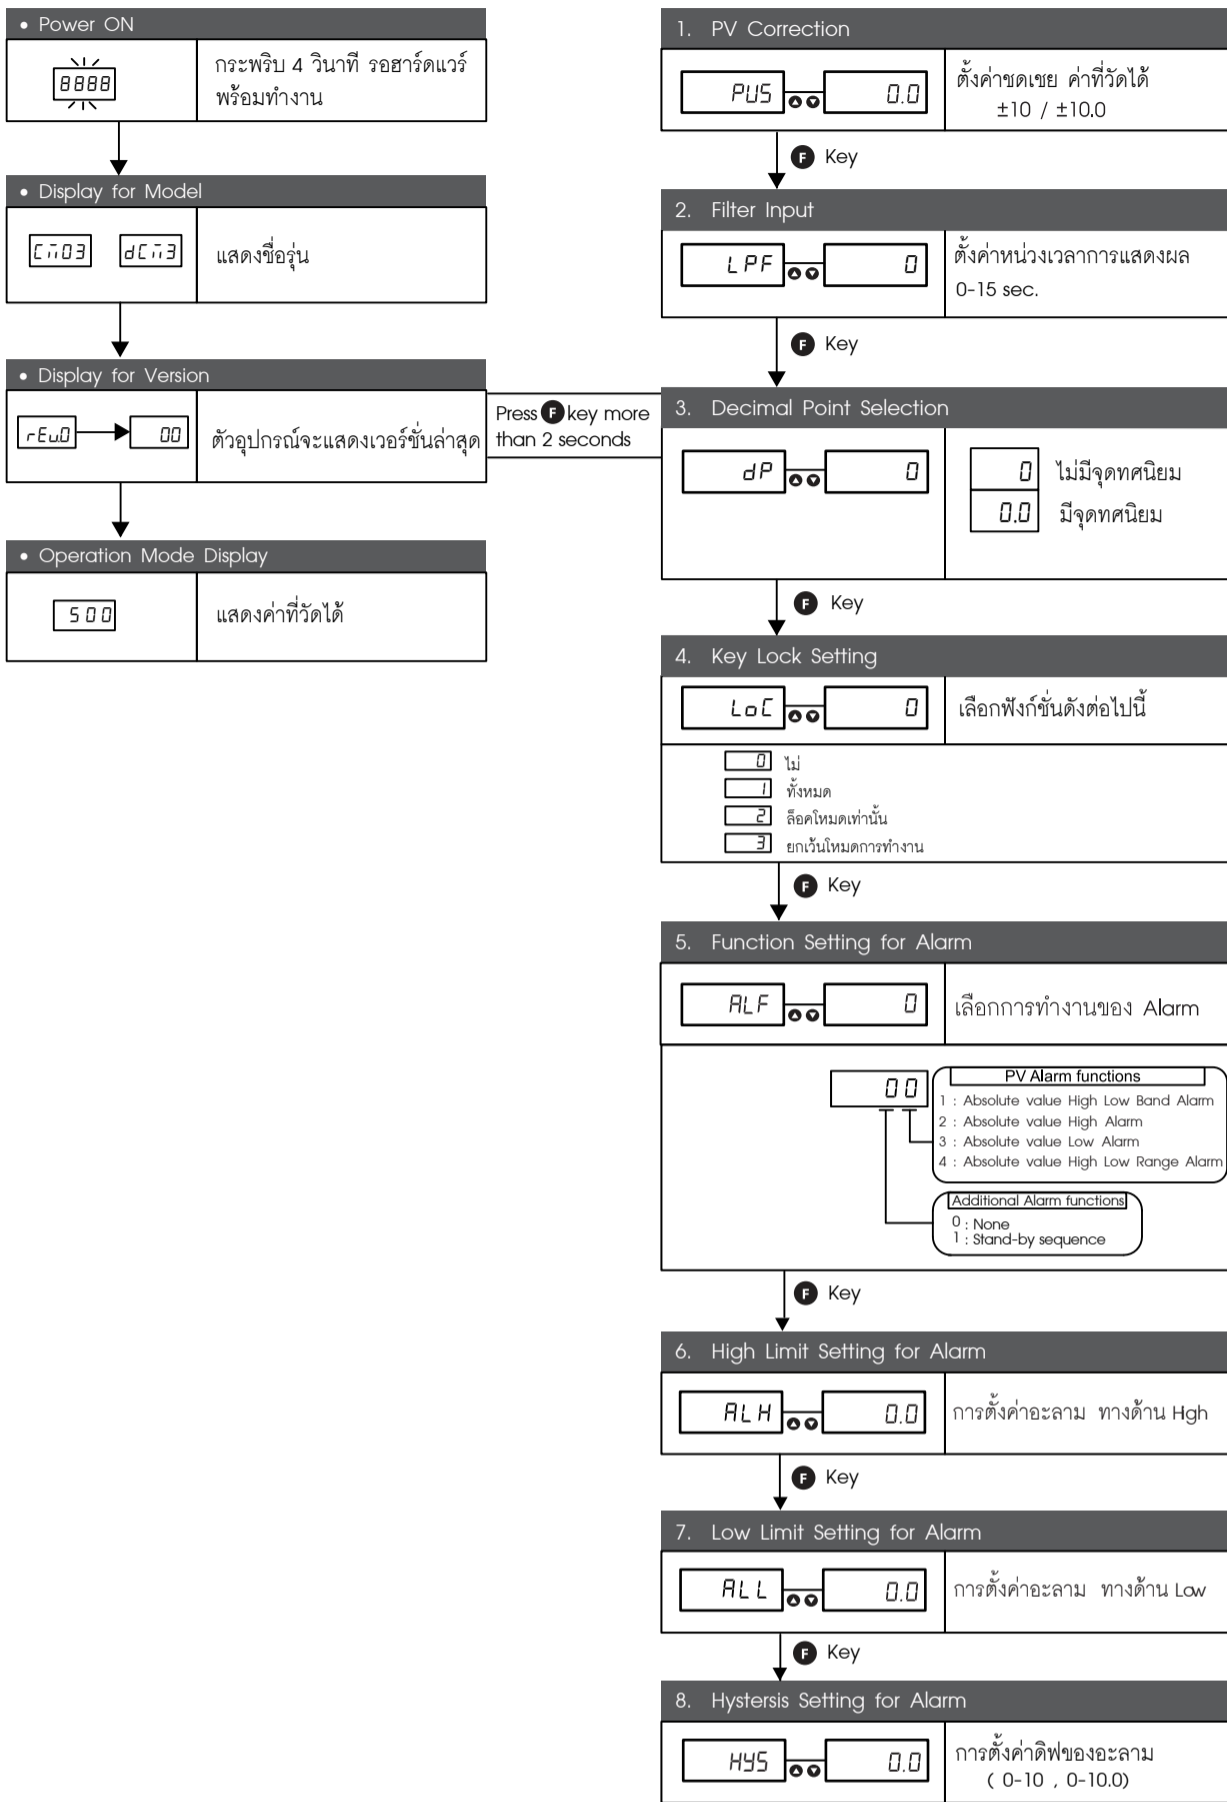 • Power ON
8888
กระพริบ 4 วินาที รอฮาร์ดแวร์
พร้อมทำงาน
• Display for Model
CM03 dCM3
แสดงชื่อรุ่น
• Display for Version
rEv.0 00
ตัวอุปกรณ์จะแสดงเวอร์ชั่นล่าสุด
Press F key more
than 2 seconds
• Operation Mode Display
500
แสดงค่าที่วัดได้
1. PV Correction
PVS 0.0
ตั้งค่าชดเชย ค่าที่วัดได้
±10 / ±10.0
F Key
2. Filter Input
LPF 0
ตั้งค่าหน่วงเวลาการแสดงผล
0-15 sec.
F Key
3. Decimal Point Selection
dP 0
0 ไม่มีจุดทศนิยม
0.0 มีจุดทศนิยม
F Key
4. Key Lock Setting
LoC 0
เลือกฟังก์ชั่นดังต่อไปนี้
0 ไม่
1 ทั้งหมด
2 ล็อคโหมดเท่านั้น
3 ยกเว้นโหมดการทำงาน
F Key
5. Function Setting for Alarm
ALF 0
เลือกการทำงานของ Alarm
00
PV Alarm functions
1 : Absolute value High Low Band Alarm
2 : Absolute value High Alarm
3 : Absolute value Low Alarm
4 : Absolute value High Low Range Alarm
Additional Alarm functions
0 : None
1 : Stand-by sequence
F Key
6. High Limit Setting for Alarm
ALH 0.0
การตั้งค่าอะลาม ทางด้าน Hgh
F Key
7. Low Limit Setting for Alarm
ALL 0.0
การตั้งค่าอะลาม ทางด้าน Low
F Key
8. Hystersis Setting for Alarm
HYS 0.0
การตั้งค่าดิฟของอะลาม
( 0-10 , 0-10.0)